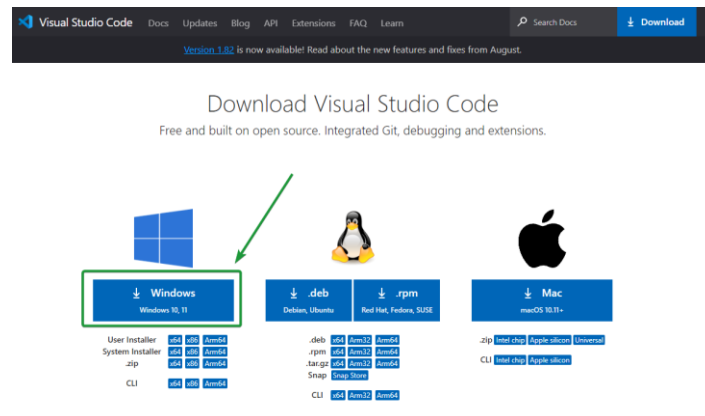 Visual Studio Code Docs Updates Blog API Extensions FAQ Learn Search Docs Download
Version 1.82 is now available! Read about the new features and fixes from August.
Download Visual Studio Code
Free and built on open source. Integrated Git, debugging and extensions.
Windows
Windows 10, 11
User Installer x64 x86 Arm64
System Installer x64 x86 Arm64
.zip x64 x86 Arm64
CLI x64 x86 Arm64
.deb
Debian, Ubuntu
.rpm
Red Hat, Fedora, SUSE
.deb x64 Arm32 Arm64
.rpm x64 Arm32 Arm64
.tar.gz x64 Arm32 Arm64
Snap Snap Store
CLI x64 Arm32 Arm64
Mac
macOS 10.11+
.zip Intel chip Apple silicon Universal
CLI Intel chip Apple silicon